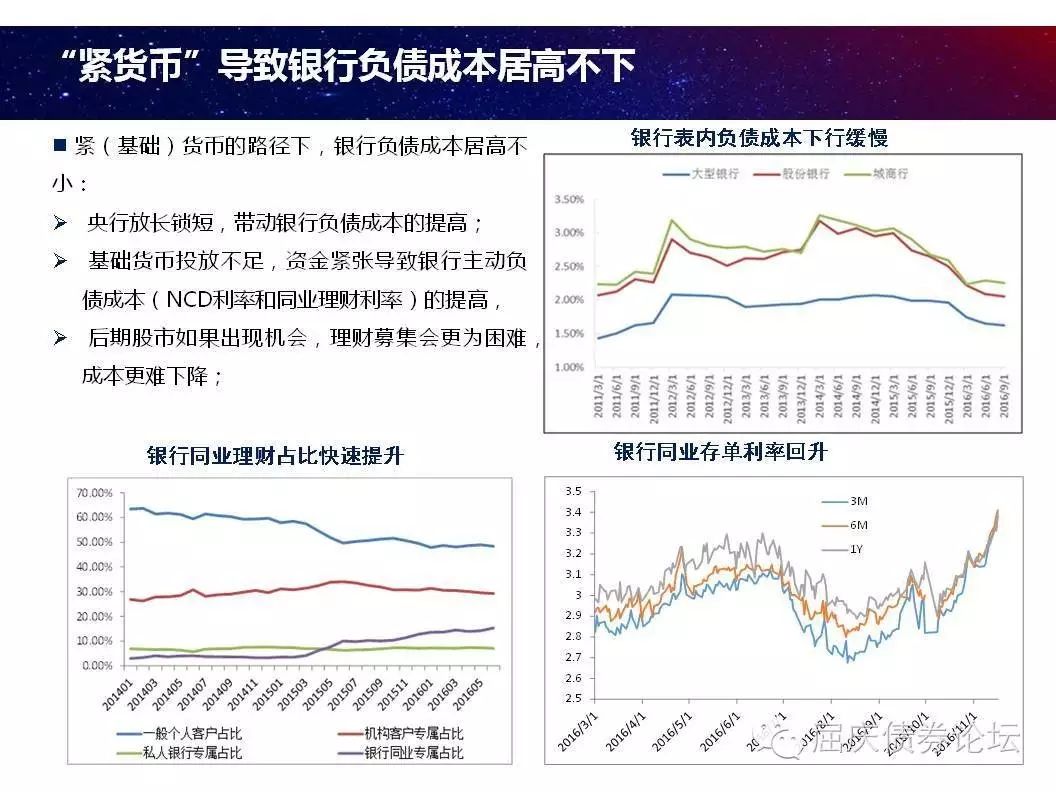 “紧货币”导致银行负债成本居高不下
■ 紧（基础）货币的路径下，银行负债成本居高不
小：
➢ 央行放长锁短，带动银行负债成本的提高；
➢ 基础货币投放不足，资金紧张导致银行主动负
债成本（NCD利率和同业理财利率）的提高，
➢ 后期股市如果出现机会，理财募集会更为困难，
成本更难下降；
银行表内负债成本下行缓慢
大型银行 股份银行 城商行
3.50%
3.00%
2.50%
2.00%
1.50%
1.00%
2011/3/1 2011/6/1 2011/9/1 2011/12/1 2012/3/1 2012/6/1 2012/9/1 2012/12/1 2013/3/1 2013/6/1 2013/9/1 2013/12/1 2014/3/1 2014/6/1 2014/9/1 2014/12/1 2015/3/1 2015/6/1 2015/9/1 2015/12/1 2016/3/1 2016/6/1 2016/9/1
银行同业理财占比快速提升
70.00%
60.00%
50.00%
40.00%
30.00%
20.00%
10.00%
0.00%
201401 201403 201405 201407 201409 201411 201501 201503 201505 201507 201509 201511 201601 201603 201605
一般个人客户占比 机构客户专属占比
私人银行专属占比 银行同业专属占比
银行同业存单利率回升
3.5
3.4
3.3
3.2
3.1
3
2.9
2.8
2.7
2.6
2.5
3M
6M
1Y
2016/3/1 2016/4/1 2016/5/1 2016/6/1 2016/9/1 2016/10/1 2016/11/1
屈庆债券论坛